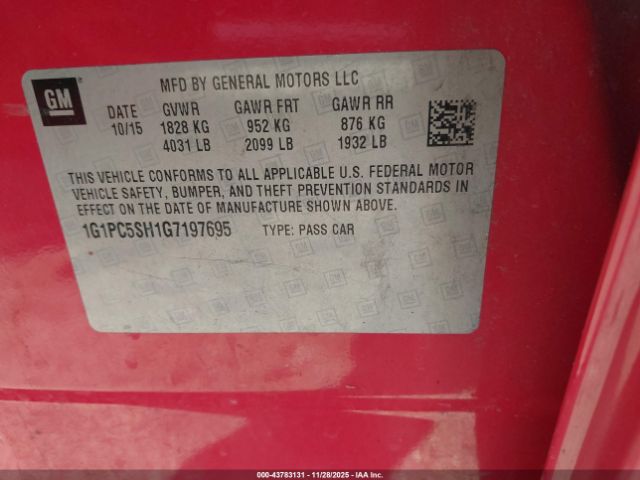 GM
MFD BY GENERAL MOTORS LLC
DATE GVWR GAWR FRT GAWR RR
10/15 1828 KG 952 KG 876 KG
4031 LB 2099 LB 1932 LB
THIS VEHICLE CONFORMS TO ALL APPLICABLE U.S. FEDERAL MOTOR
VEHICLE SAFETY, BUMPER, AND THEFT PREVENTION STANDARDS IN
EFFECT ON THE DATE OF MANUFACTURE SHOWN ABOVE.
1G1PC5SH1G7197695 TYPE: PASS CAR
000-43783131 - 11/28/2025 - IAA Inc.